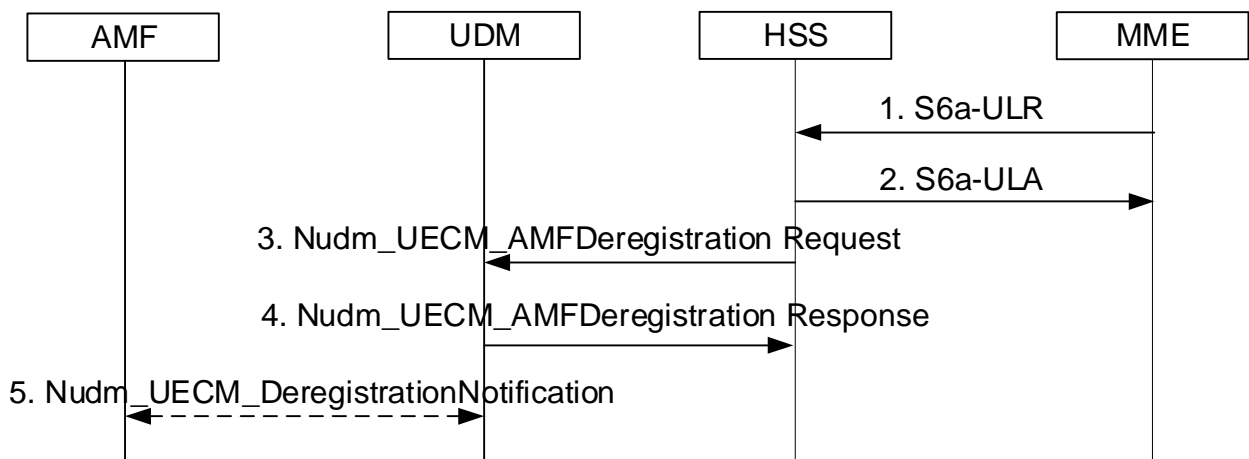 AMF
UDM
HSS
MME
1. S6a-ULR
2. S6a-ULA
3. Nudm_UECM_AMFDeregistration Request
4. Nudm_UECM_AMFDeregistration Response
5. Nudm_UECM_DeregistrationNotification